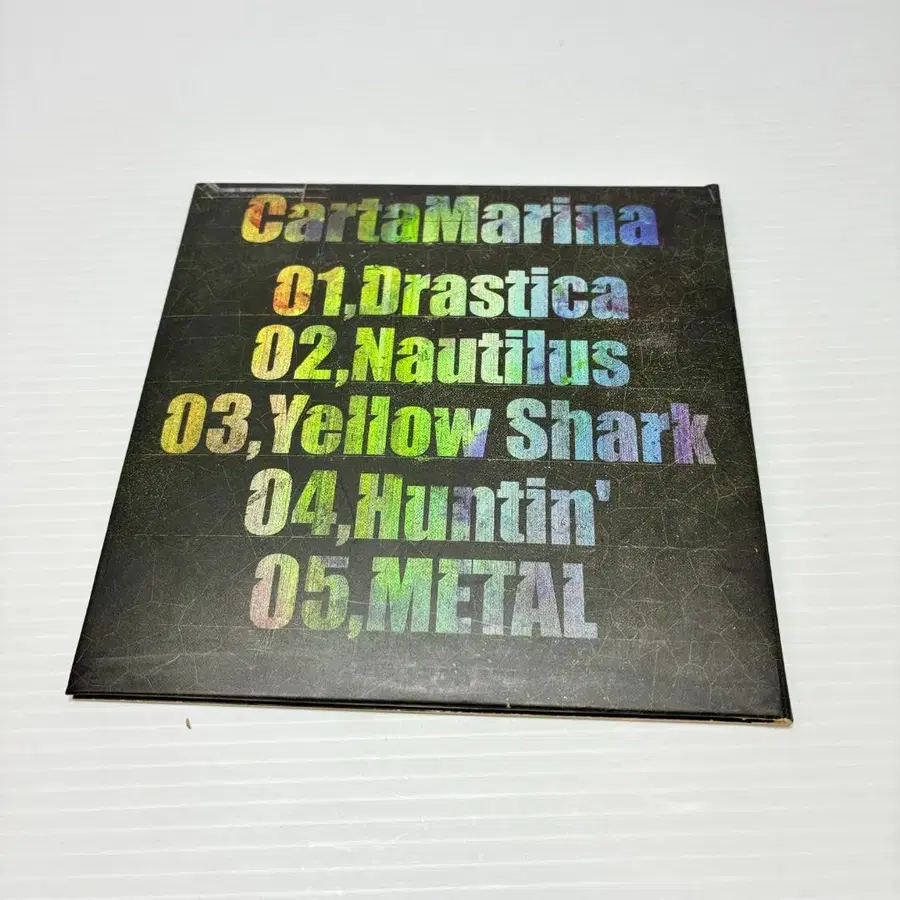 CartaMarina
01,Drastica
02,Nautilus
03,Yellow Shark
04,Huntin'
05,METAL